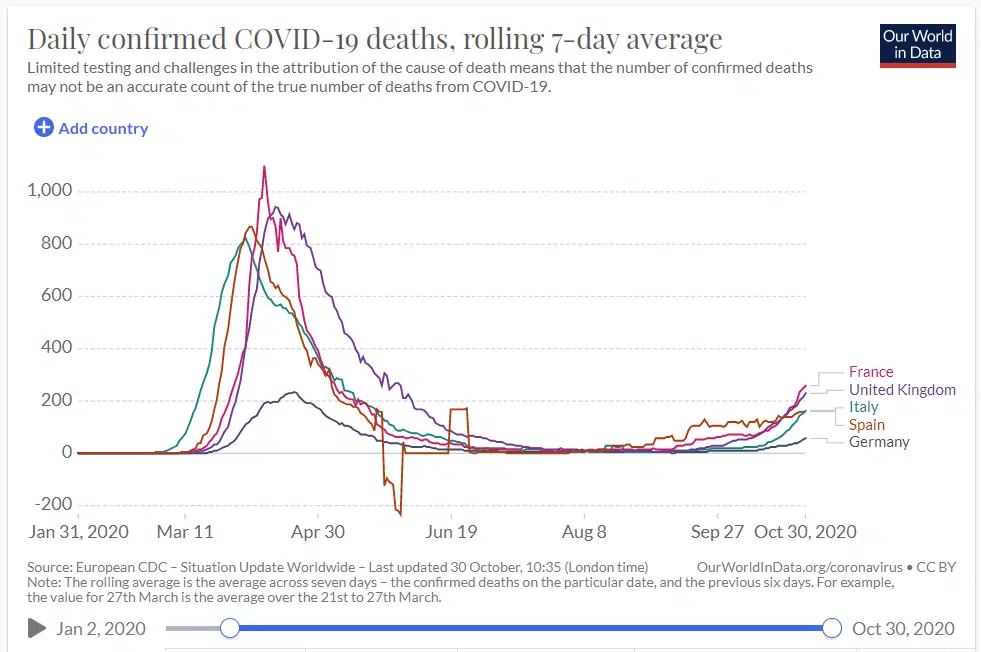 Daily confirmed COVID-19 deaths, rolling 7-day average
Our World
in Data
Limited testing and challenges in the attribution of the cause of death means that the number of confirmed deaths
may not be an accurate count of the true number of deaths from COVID-19.
Add country
1,000
800
600
400
200
0
-200
France
United Kingdom
Italy
Spain
Germany
Jan 31, 2020 Mar 11 Apr 30 Jun 19 Aug 8 Sep 27 Oct 30, 2020
Source: European CDC – Situation Update Worldwide – Last updated 30 October, 10:35 (London time) OurWorldInData.org/coronavirus • CC BY
Note: The rolling average is the average across seven days – the confirmed deaths on the particular date, and the previous six days. For example,
the value for 27th March is the average over the 21st to 27th March.
Jan 2, 2020 Oct 30, 2020